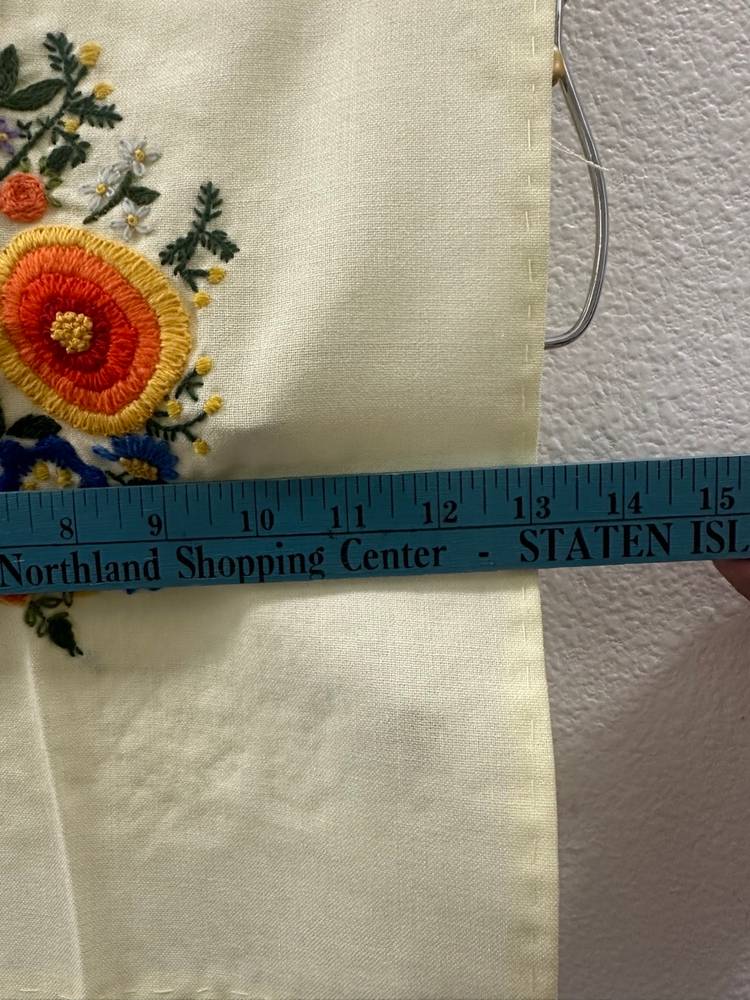 8 9 10 11 12 13 14 15
Northland Shopping Center - STATEN ISL